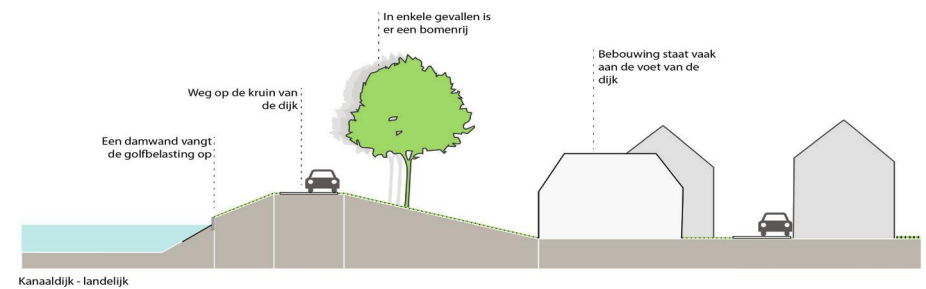 In enkele gevallen is
er een bomenrij
Bebouwing staat vaak
aan de voet van de
dijk
Weg op de kruin van
de dijk
Een damwand vangt
de golfbelasting op
Kanaaldijk - landelijk